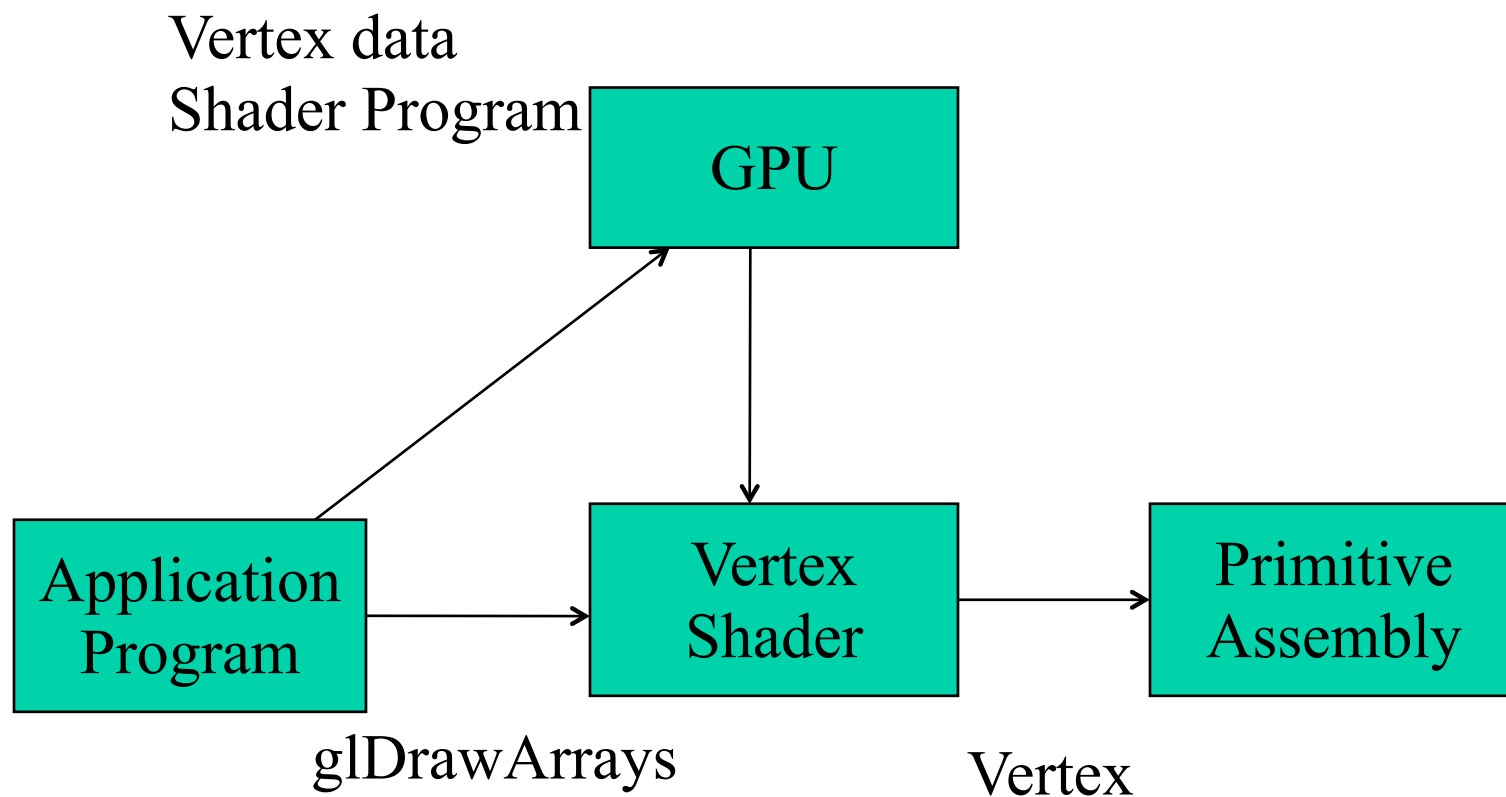 Vertex data
Shader Program
GPU
Application
Program
Vertex
Shader
Primitive
Assembly
glDrawArrays
Vertex